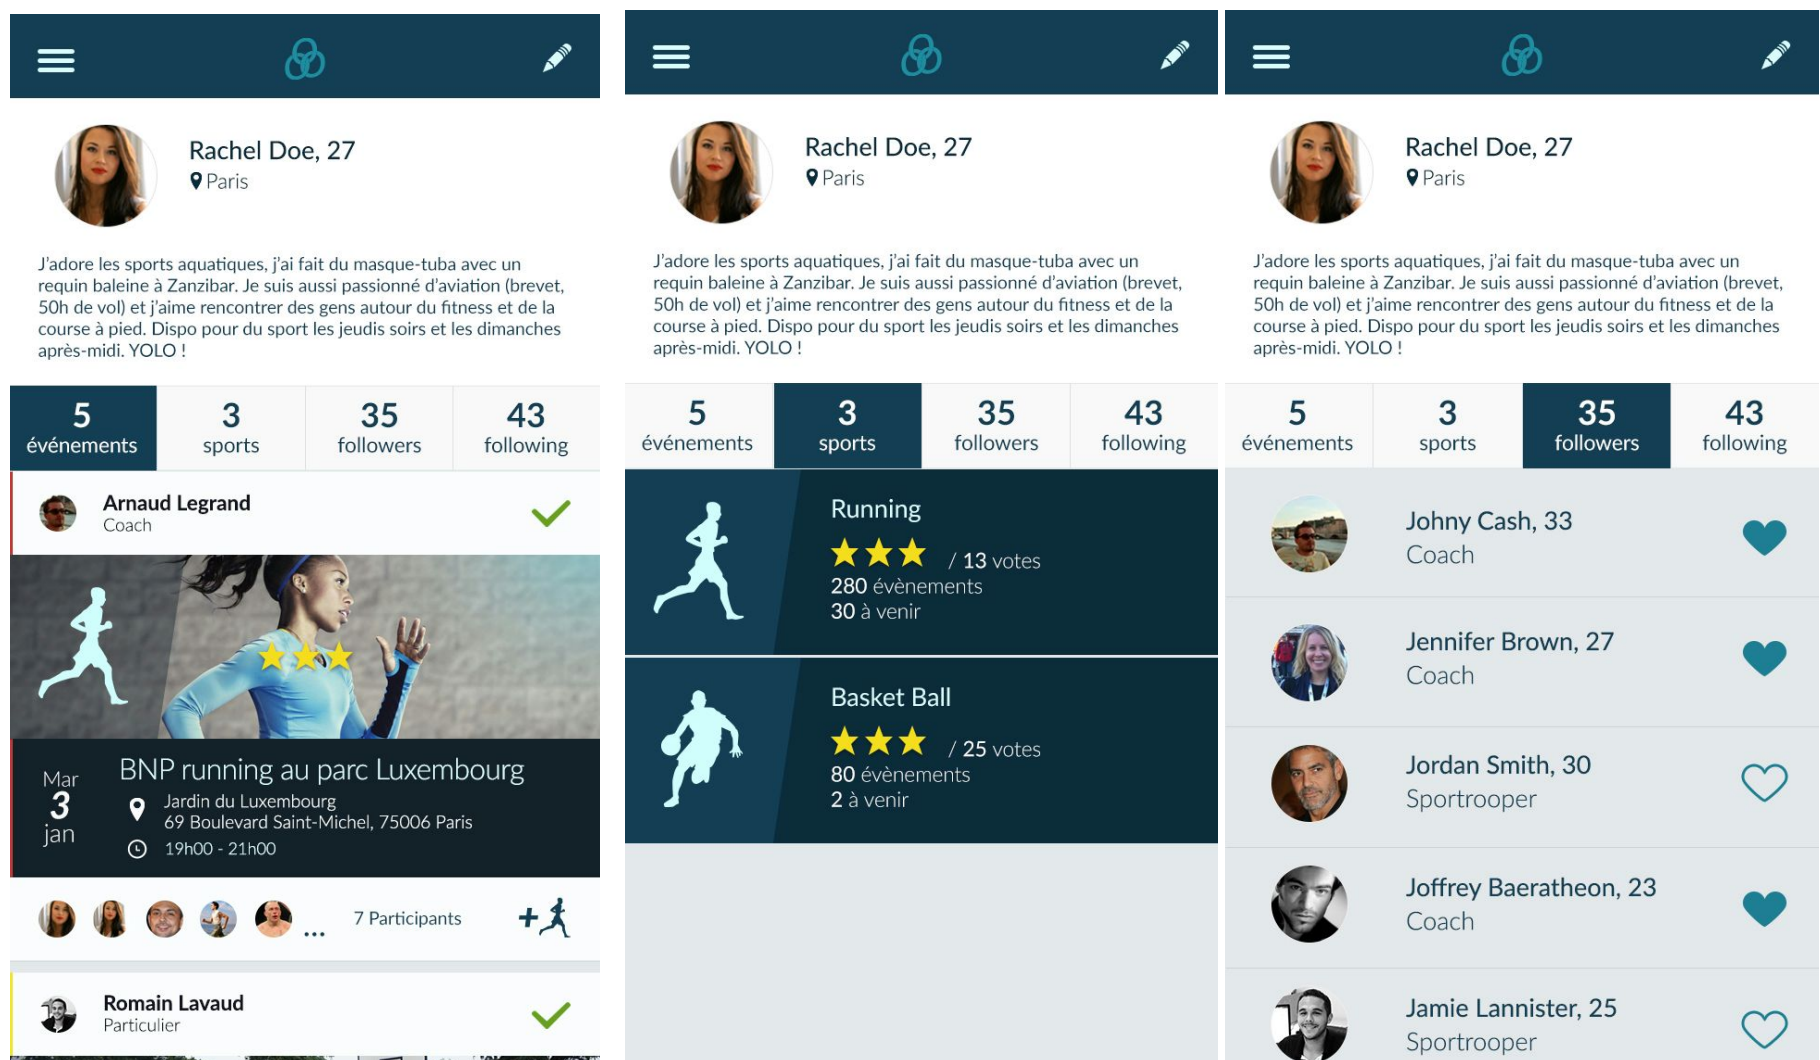 Rachel Doe, 27
Paris
J'adore les sports aquatiques, j'ai fait du masque-tuba avec un
requin baleine à Zanzibar. Je suis aussi passionné d'aviation (brevet,
50h de vol) et j'aime rencontrer des gens autour du fitness et de la
course à pied. Dispo pour du sport les jeudis soirs et les dimanches
après-midi. YOLO !
5 3 35 43
événements sports followers following
Arnaud Legrand
Coach
Mar
3
jan
BNP running au parc Luxembourg
Jardin du Luxembourg
69 Boulevard Saint-Michel, 75006 Paris
19h00 - 21h00
... 7 Participants +
Romain Lavaud
Particulier
Rachel Doe, 27
Paris
J'adore les sports aquatiques, j'ai fait du masque-tuba avec un
requin baleine à Zanzibar. Je suis aussi passionné d'aviation (brevet,
50h de vol) et j'aime rencontrer des gens autour du fitness et de la
course à pied. Dispo pour du sport les jeudis soirs et les dimanches
après-midi. YOLO !
5 3 35 43
événements sports followers following
Running
/ 13 votes
280 évènements
30 à venir
Basket Ball
/ 25 votes
80 évènements
2 à venir
Rachel Doe, 27
Paris
J'adore les sports aquatiques, j'ai fait du masque-tuba avec un
requin baleine à Zanzibar. Je suis aussi passionné d'aviation (brevet,
50h de vol) et j'aime rencontrer des gens autour du fitness et de la
course à pied. Dispo pour du sport les jeudis soirs et les dimanches
après-midi. YOLO !
5 3 35 43
événements sports followers following
Johny Cash, 33
Coach
Jennifer Brown, 27
Coach
Jordan Smith, 30
Sportrooper
Joffrey Baeratheon, 23
Coach
Jamie Lannister, 25
Sportrooper